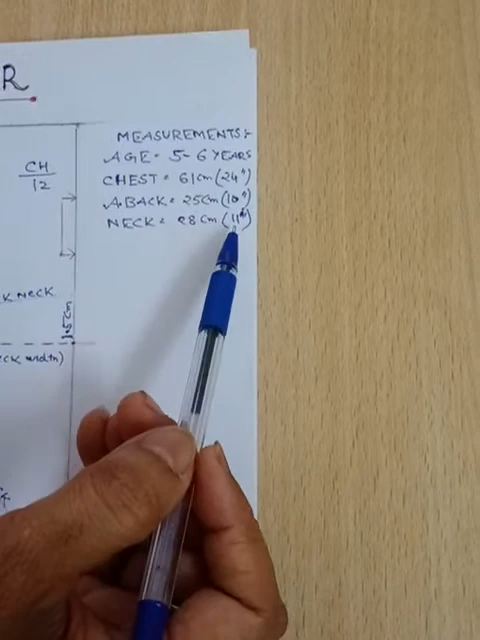 R
MEASUREMENTS:-
AGE = 5-6 YEARS
CH
12
CHEST = 61cm (24")
A.BACK = 25cm (10")
NECK = 28cm (11")
K NECK
1.5cm
(eck width)